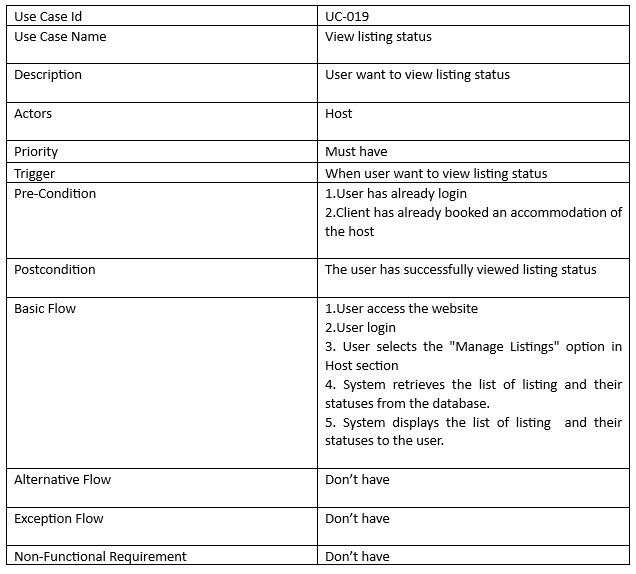 Use Case Id UC-019
Use Case Name View listing status
Description User want to view listing status
Actors Host
Priority Must have
Trigger When user want to view listing status
Pre-Condition 1.User has already login
2.Client has already booked an accommodation of
the host
Postcondition The user has successfully viewed listing status
Basic Flow 1.User access the website
2.User login
3. User selects the "Manage Listings" option in
Host section
4. System retrieves the list of listing and their
statuses from the database.
5. System displays the list of listing and their
statuses to the user.
Alternative Flow Don’t have
Exception Flow Don’t have
Non-Functional Requirement Don’t have